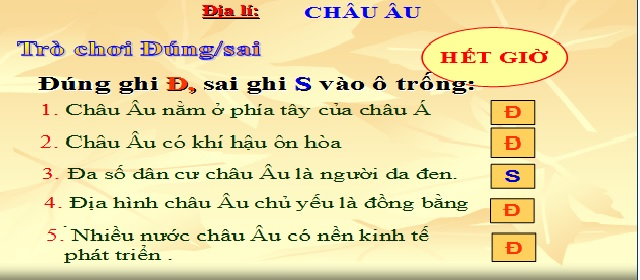 Địa lí: CHÂU ÂU
Trò chơi Đúng/sai
HẾT GIỜ
Đúng ghi Đ, sai ghi S vào ô trống:
1. Châu Âu nằm ở phía tây của châu Á Đ
2. Châu Âu có khí hậu ôn hòa Đ
3. Đa số dân cư châu Âu là người da đen. S
4. Địa hình châu Âu chủ yếu là đồng bằng Đ
5. Nhiều nước châu Âu có nền kinh tế
phát triển . Đ